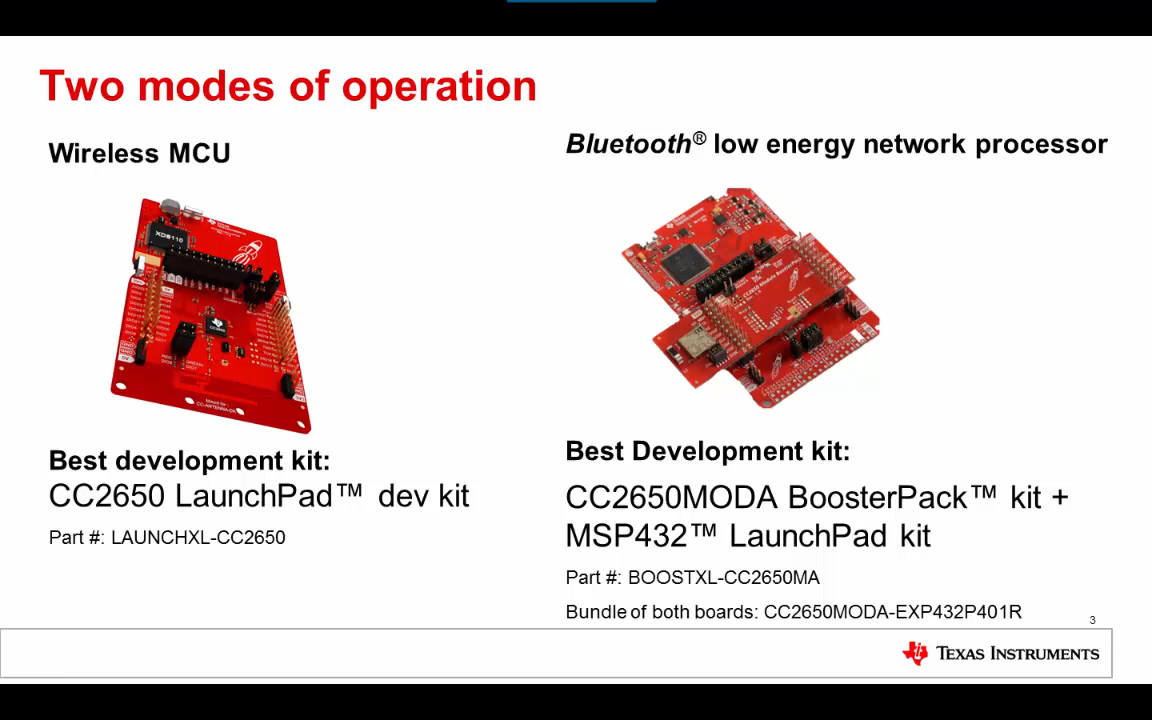 Two modes of operation
Wireless MCU
XDS110
Best development kit:
CC2650 LaunchPad™ dev kit
Part #: LAUNCHXL-CC2650
Bluetooth® low energy network processor
Best Development kit:
CC2650MODA BoosterPack™ kit +
MSP432™ LaunchPad kit
Part #: BOOSTXL-CC2650MA
Bundle of both boards: CC2650MODA-EXP432P401R
3
TEXAS INSTRUMENTS